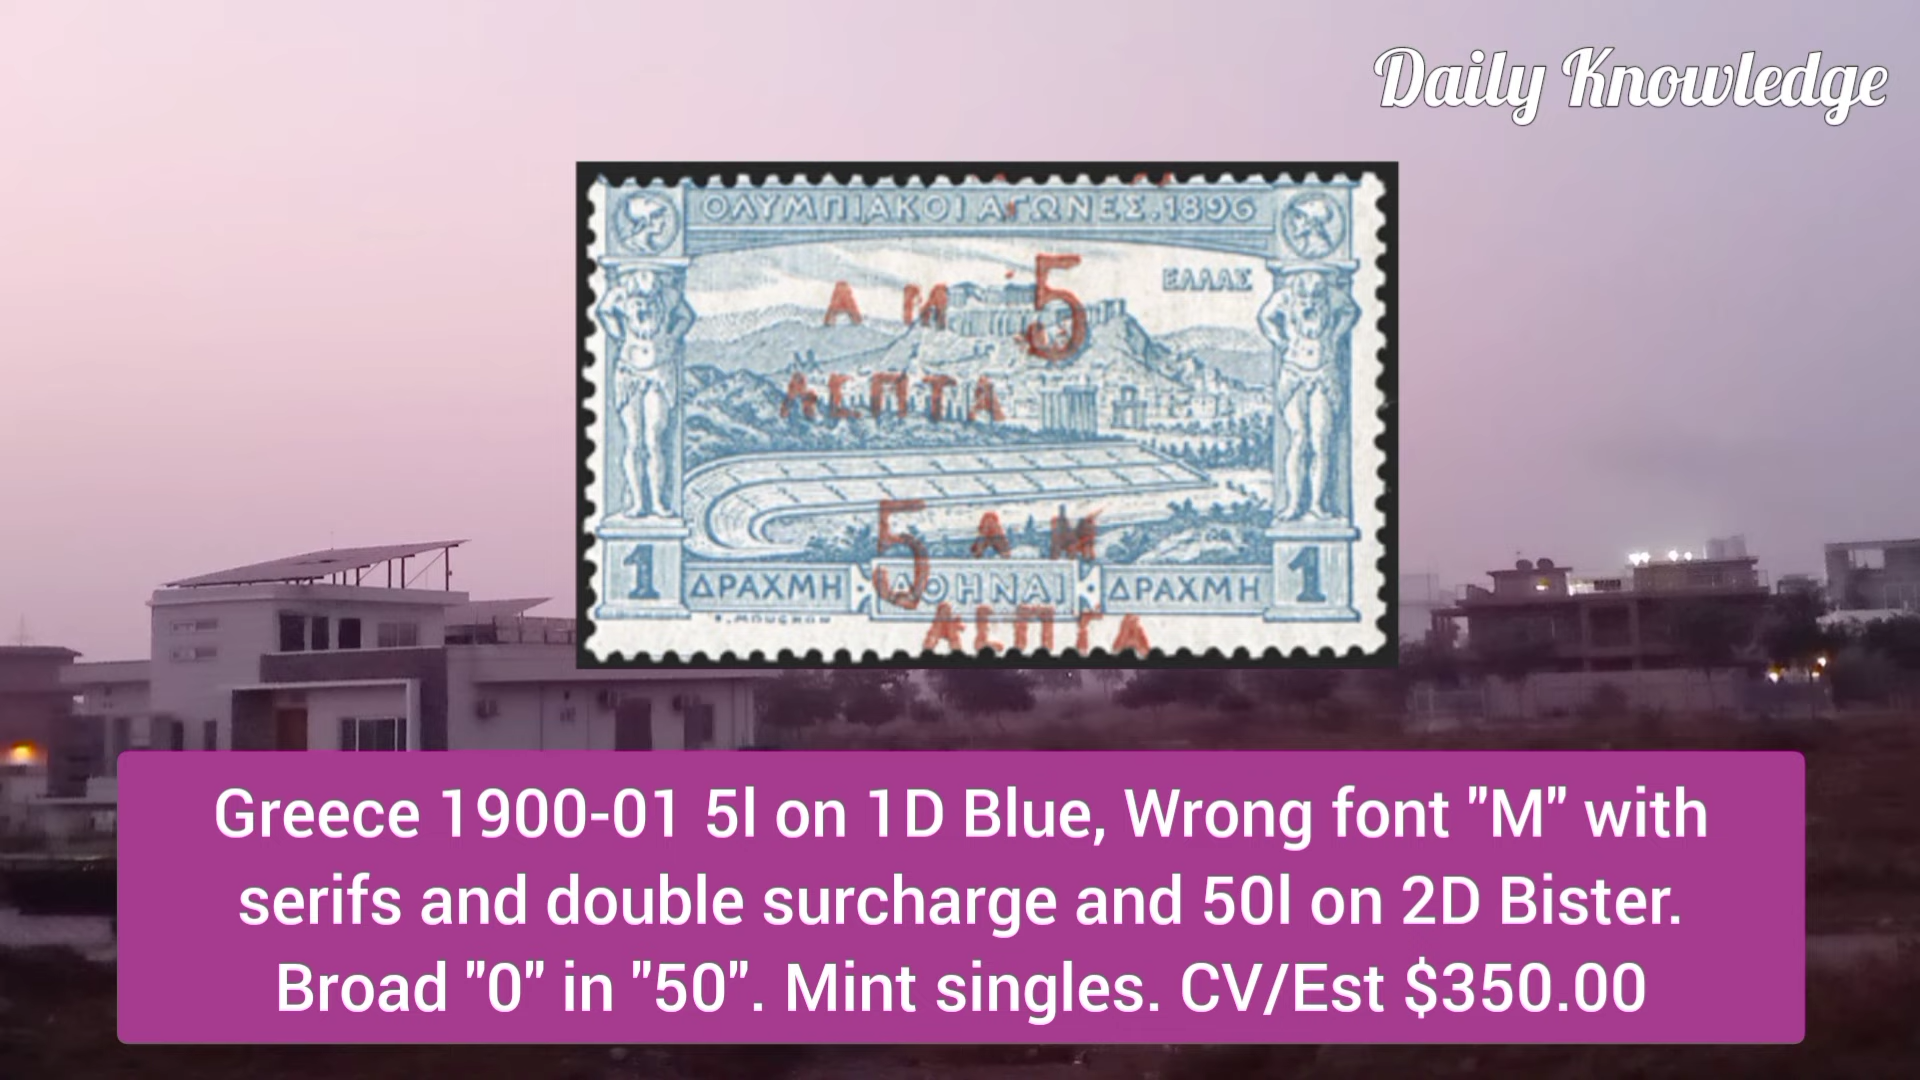 Daily Knowledge
ΟΛΥΜΠΙΑΚΟΙ ΑΓΩΝΕΣ.1896
ΕΛΛΑΣ
Α Μ 5
ΛΕΠΤΑ
5 Α Μ
ΛΕΠΤΑ
1 ΔΡΑΧΜΗ ΑΘΗΝΑΙ ΔΡΑΧΜΗ 1
Greece 1900-01 5l on 1D Blue, Wrong font "M" with
serifs and double surcharge and 50l on 2D Bister.
Broad "0" in "50". Mint singles. CV/Est $350.00